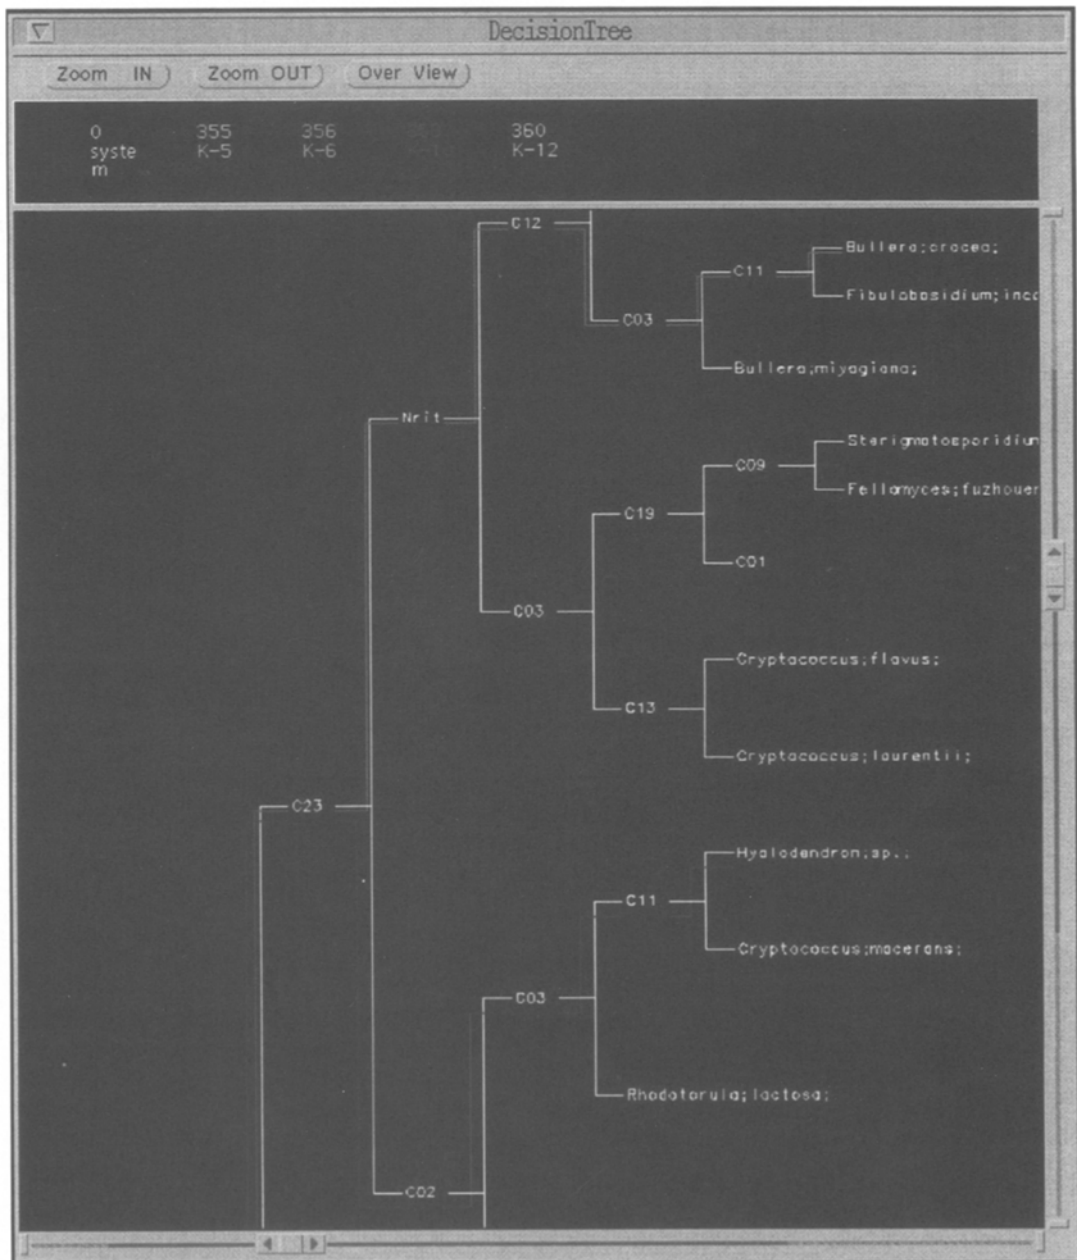 DecisionTree
Zoom IN Zoom OUT Over View
0 355 356 360
syste K-5 K-6 K-12
m
C12
Bullera;crocea;
C11
Fibulobasidium;inco
C03
Bullera;miyagiana;
Nrit
Sterigmatosporidium
C09
Fellomyces;fuzhouer
C19
C01
C03
Cryptococcus;flavus;
C13
Cryptococcus;laurentii;
C23
Hyalodendron;sp.;
C11
Cryptococcus;macerans;
C03
Rhodotorula;lactosa;
C02